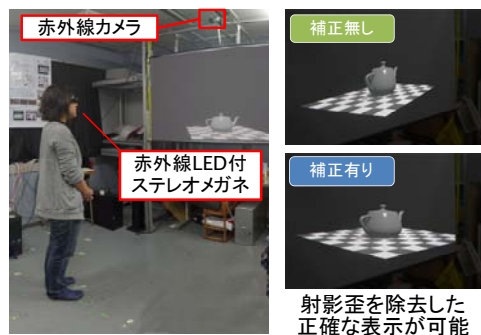 赤外線カメラ
赤外線LED付
ステレオメガネ
補正無し
補正有り
射影歪を除去した
正確な表示が可能